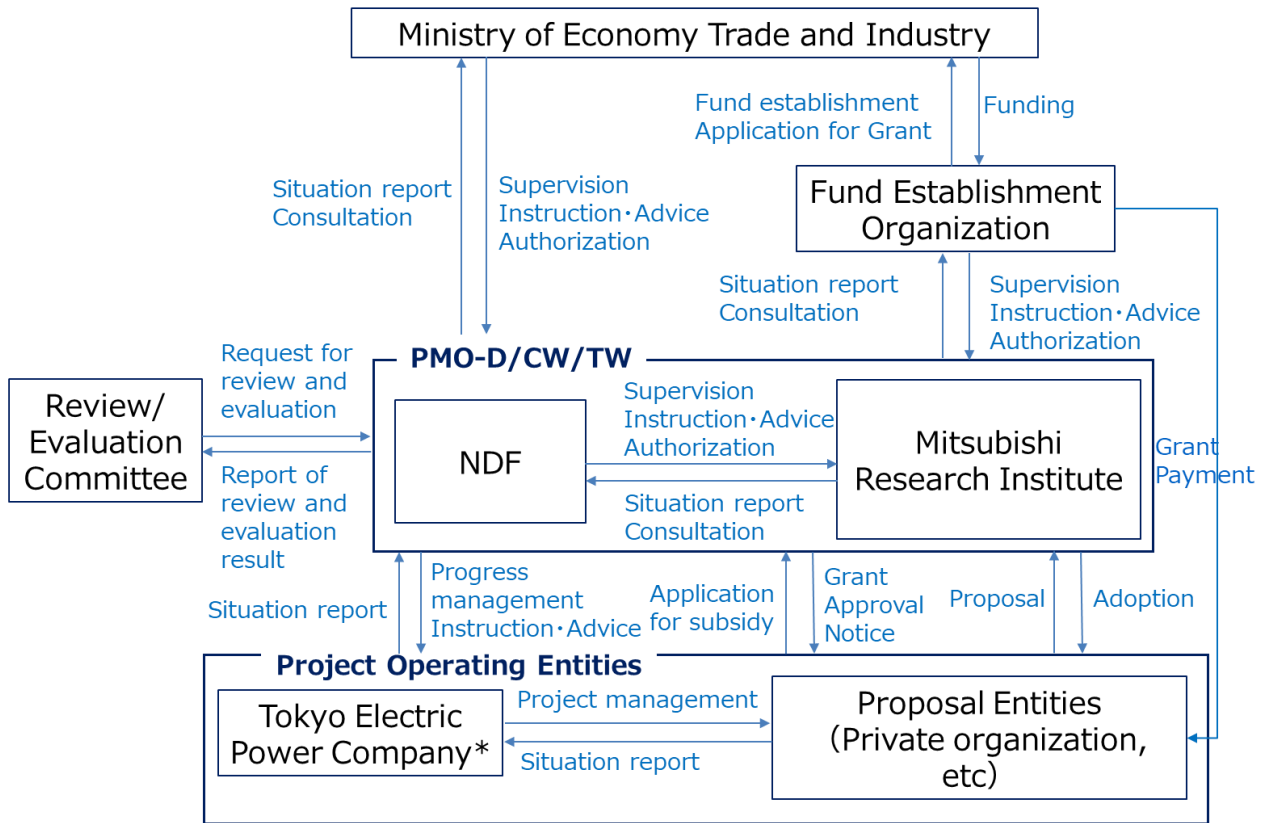 Ministry of Economy Trade and Industry
Fund establishment
Application for Grant
Funding
Situation report
Consultation
Supervision
Instruction・Advice
Authorization
Fund Establishment
Organization
Situation report
Consultation
Supervision
Instruction・Advice
Authorization
PMO-D/CW/TW
Request for
review and
evaluation
Review/
Evaluation
Committee
Report of
review and
evaluation
result
NDF
Supervision
Instruction・Advice
Authorization
Situation report
Consultation
Mitsubishi
Research Institute
Grant
Payment
Situation report
Progress
management
Instruction・Advice
Application
for subsidy
Grant
Approval
Notice
Proposal
Adoption
Project Operating Entities
Tokyo Electric
Power Company*
Project management
Situation report
Proposal Entities
（Private organization,
etc）